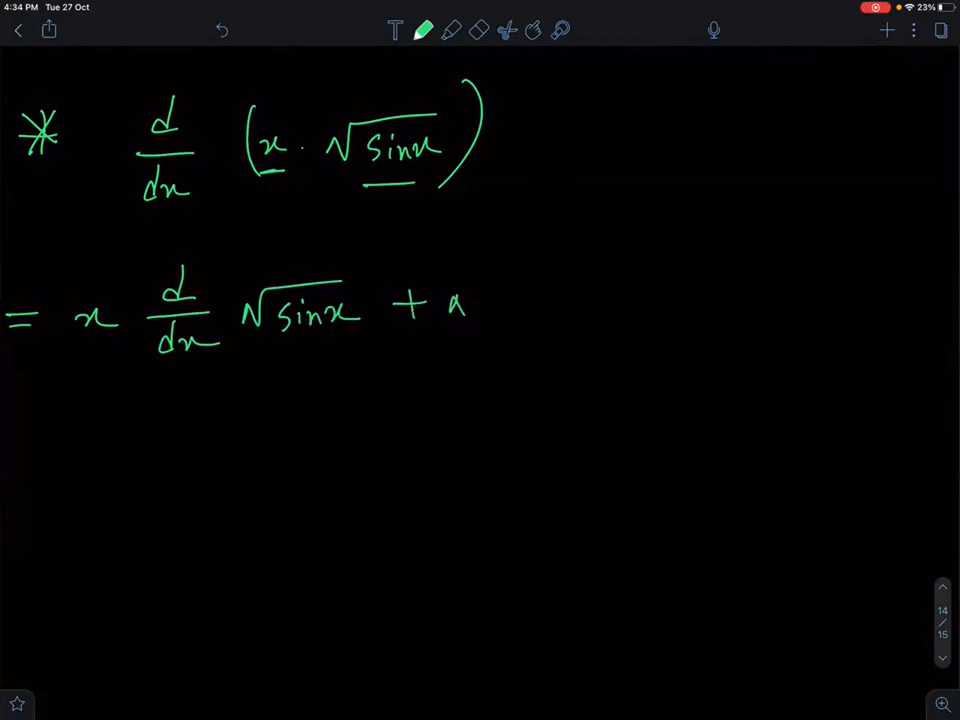 4:34 PM Tue 27 Oct 23%
T
* d/dx (x · √sinx)
= x d/dx √sinx +
14
/
15